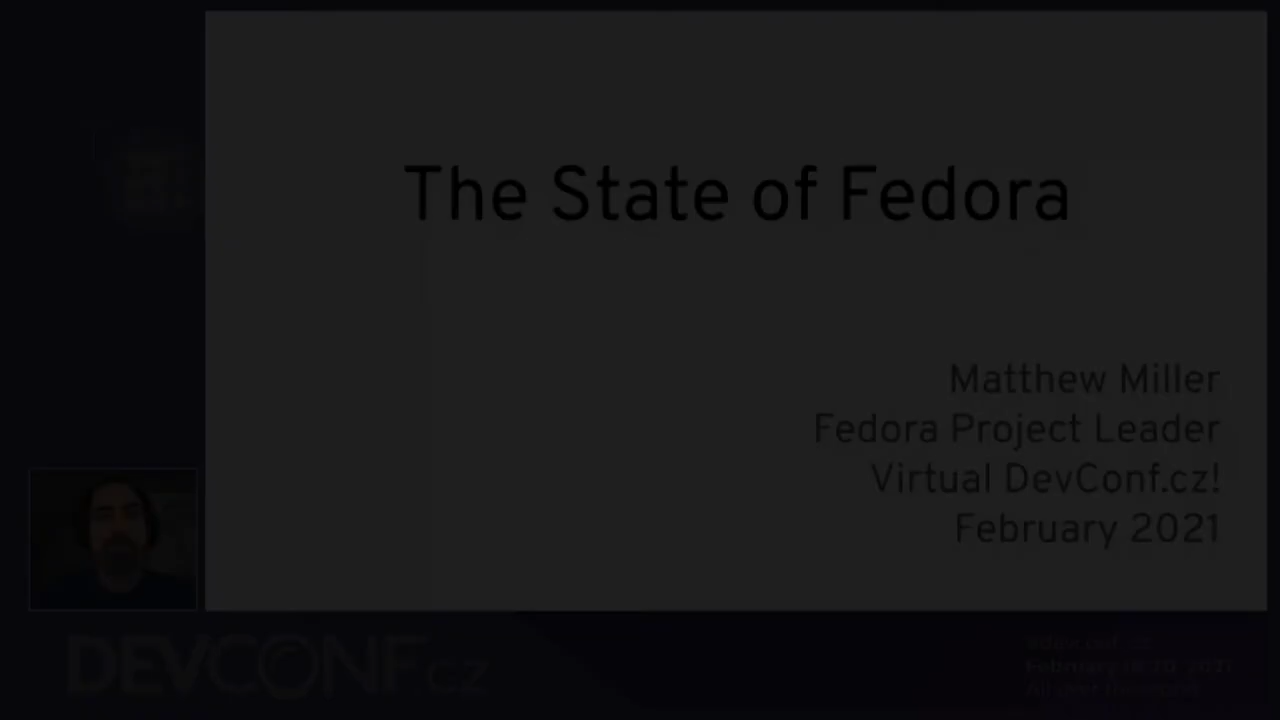 The State of Fedora
Matthew Miller
Fedora Project Leader
Virtual DevConf.cz!
February 2021
DEVCONF.cz